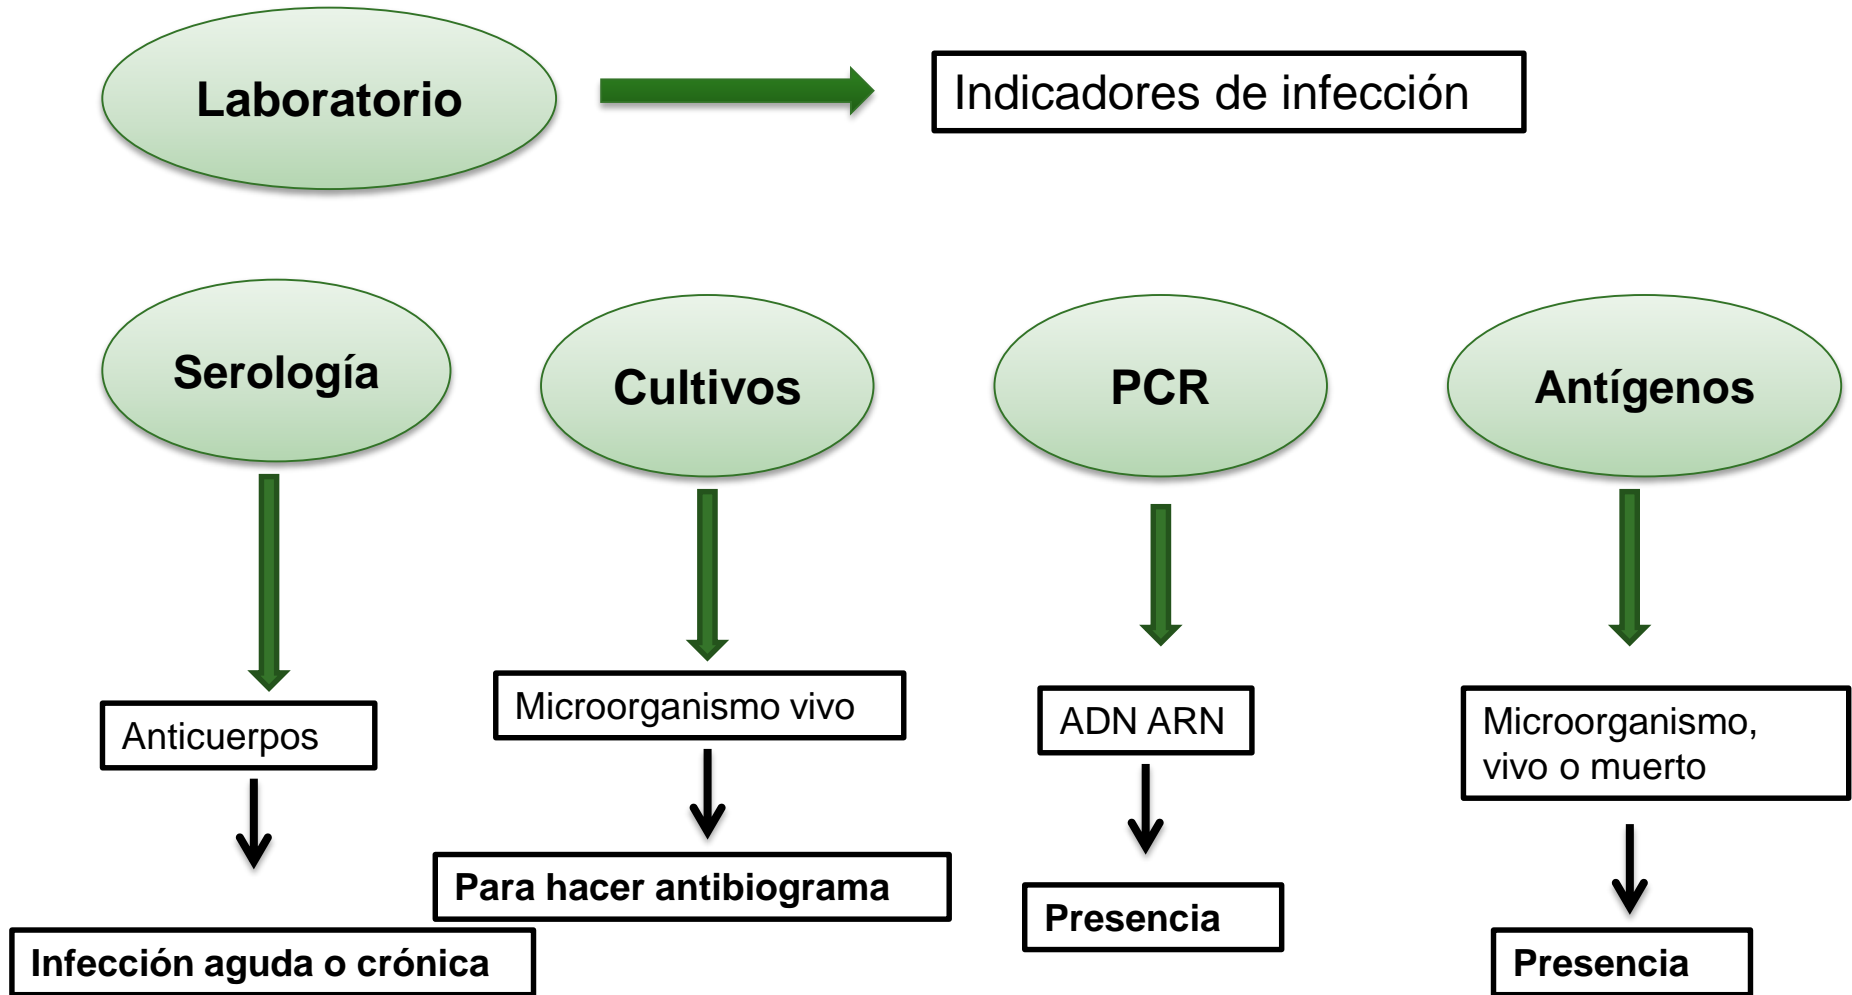 Laboratorio
Indicadores de infección
Serología
Cultivos
PCR
Antígenos
Anticuerpos
Microorganismo vivo
ADN ARN
Microorganismo,
vivo o muerto
Infección aguda o crónica
Para hacer antibiograma
Presencia
Presencia